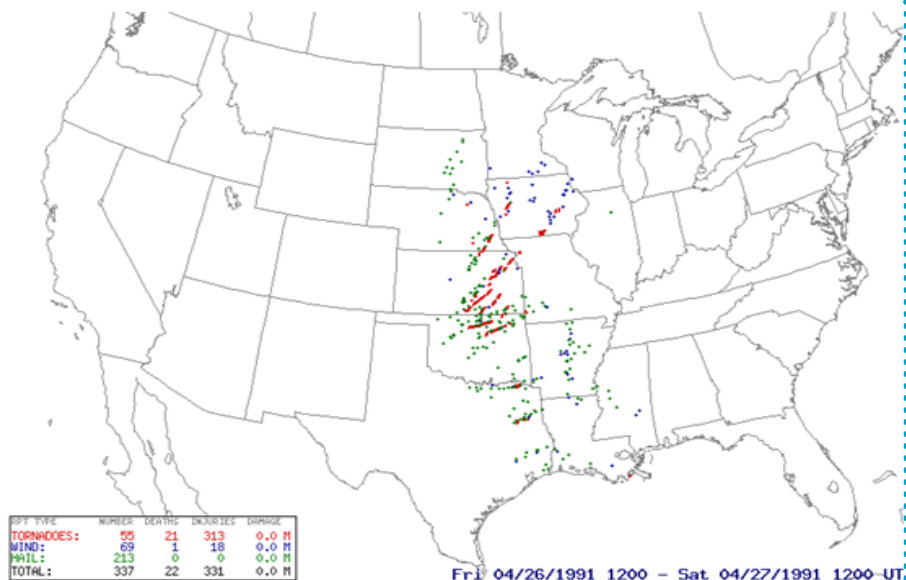 RPT TYPE NUMBER DEATHS INJURIES DAMAGE
TORNADOES: 55 21 313 0.0 M
WIND: 69 1 18 0.0 M
HAIL: 213 0 0 0.0 M
TOTAL: 337 22 331 0.0 M
Fri 04/26/1991 1200 - Sat 04/27/1991 1200 UT